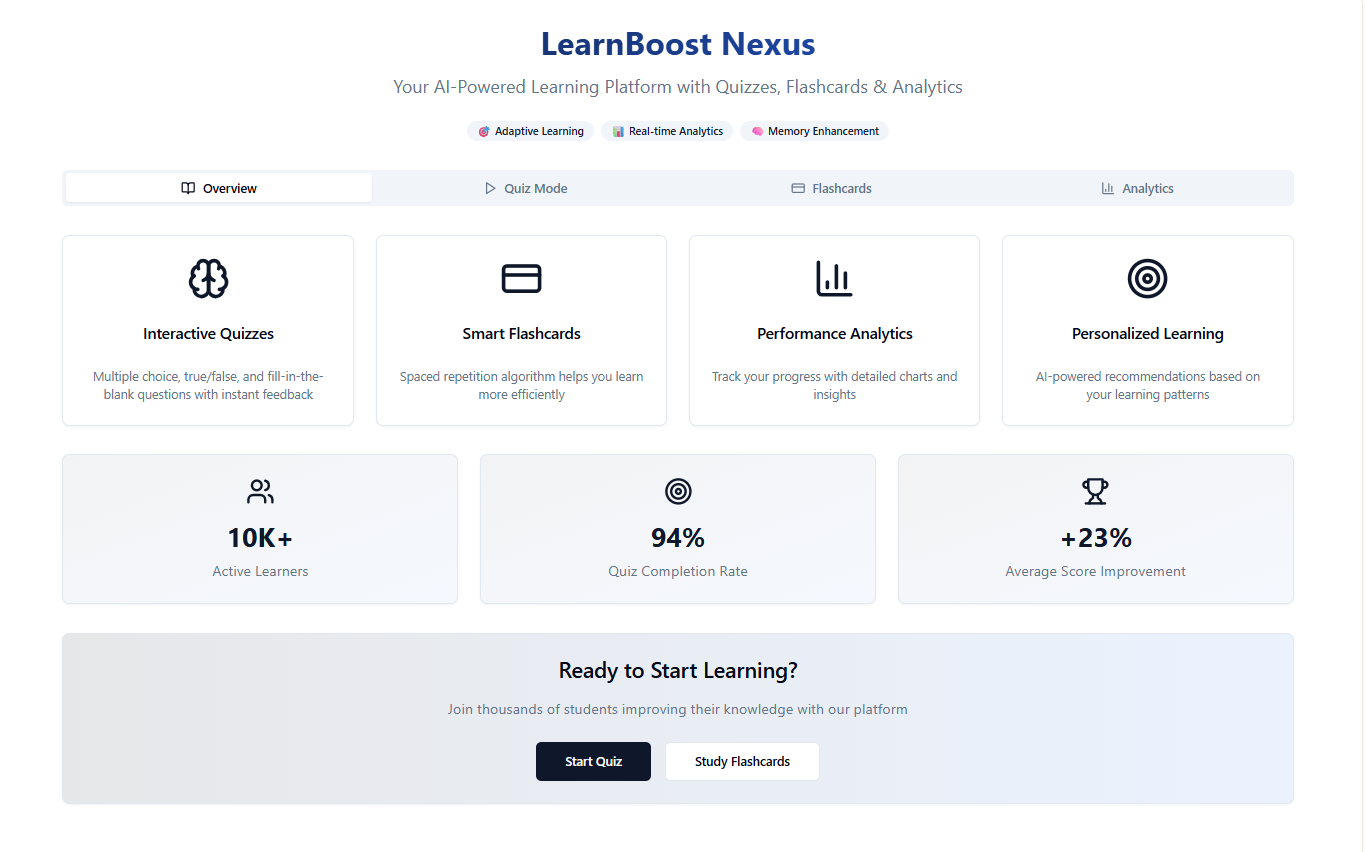 LearnBoost Nexus
Your AI-Powered Learning Platform with Quizzes, Flashcards & Analytics
Adaptive Learning
Real-time Analytics
Memory Enhancement
Overview
Quiz Mode
Flashcards
Analytics
Interactive Quizzes
Multiple choice, true/false, and fill-in-the-
blank questions with instant feedback
Smart Flashcards
Spaced repetition algorithm helps you learn
more efficiently
Performance Analytics
Track your progress with detailed charts and
insights
Personalized Learning
AI-powered recommendations based on
your learning patterns
10K+
Active Learners
94%
Quiz Completion Rate
+23%
Average Score Improvement
Ready to Start Learning?
Join thousands of students improving their knowledge with our platform
Start Quiz
Study Flashcards